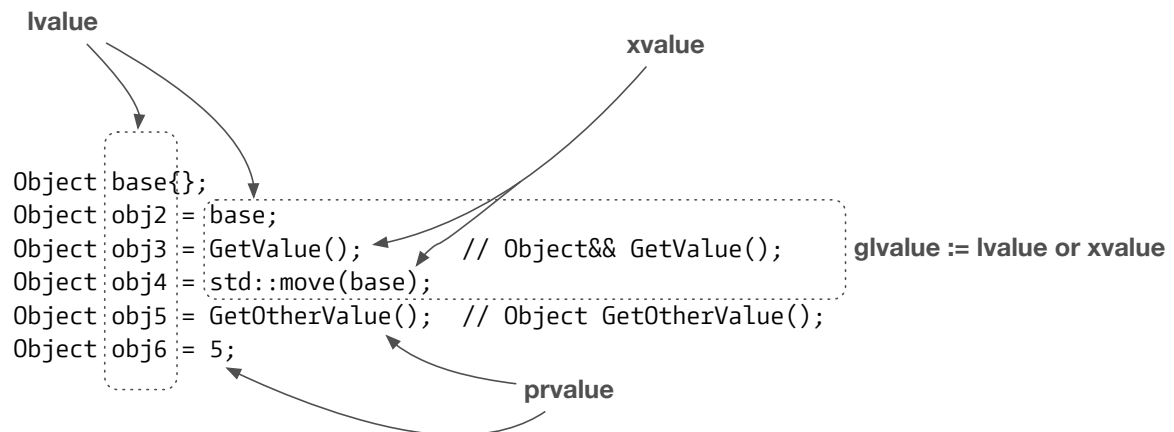 lvalue
xvalue
Object base{};
Object obj2 = base;
Object obj3 = GetValue(); // Object&& GetValue();
glvalue := lvalue or xvalue
Object obj4 = std::move(base);
Object obj5 = GetOtherValue(); // Object GetOtherValue();
Object obj6 = 5;
prvalue